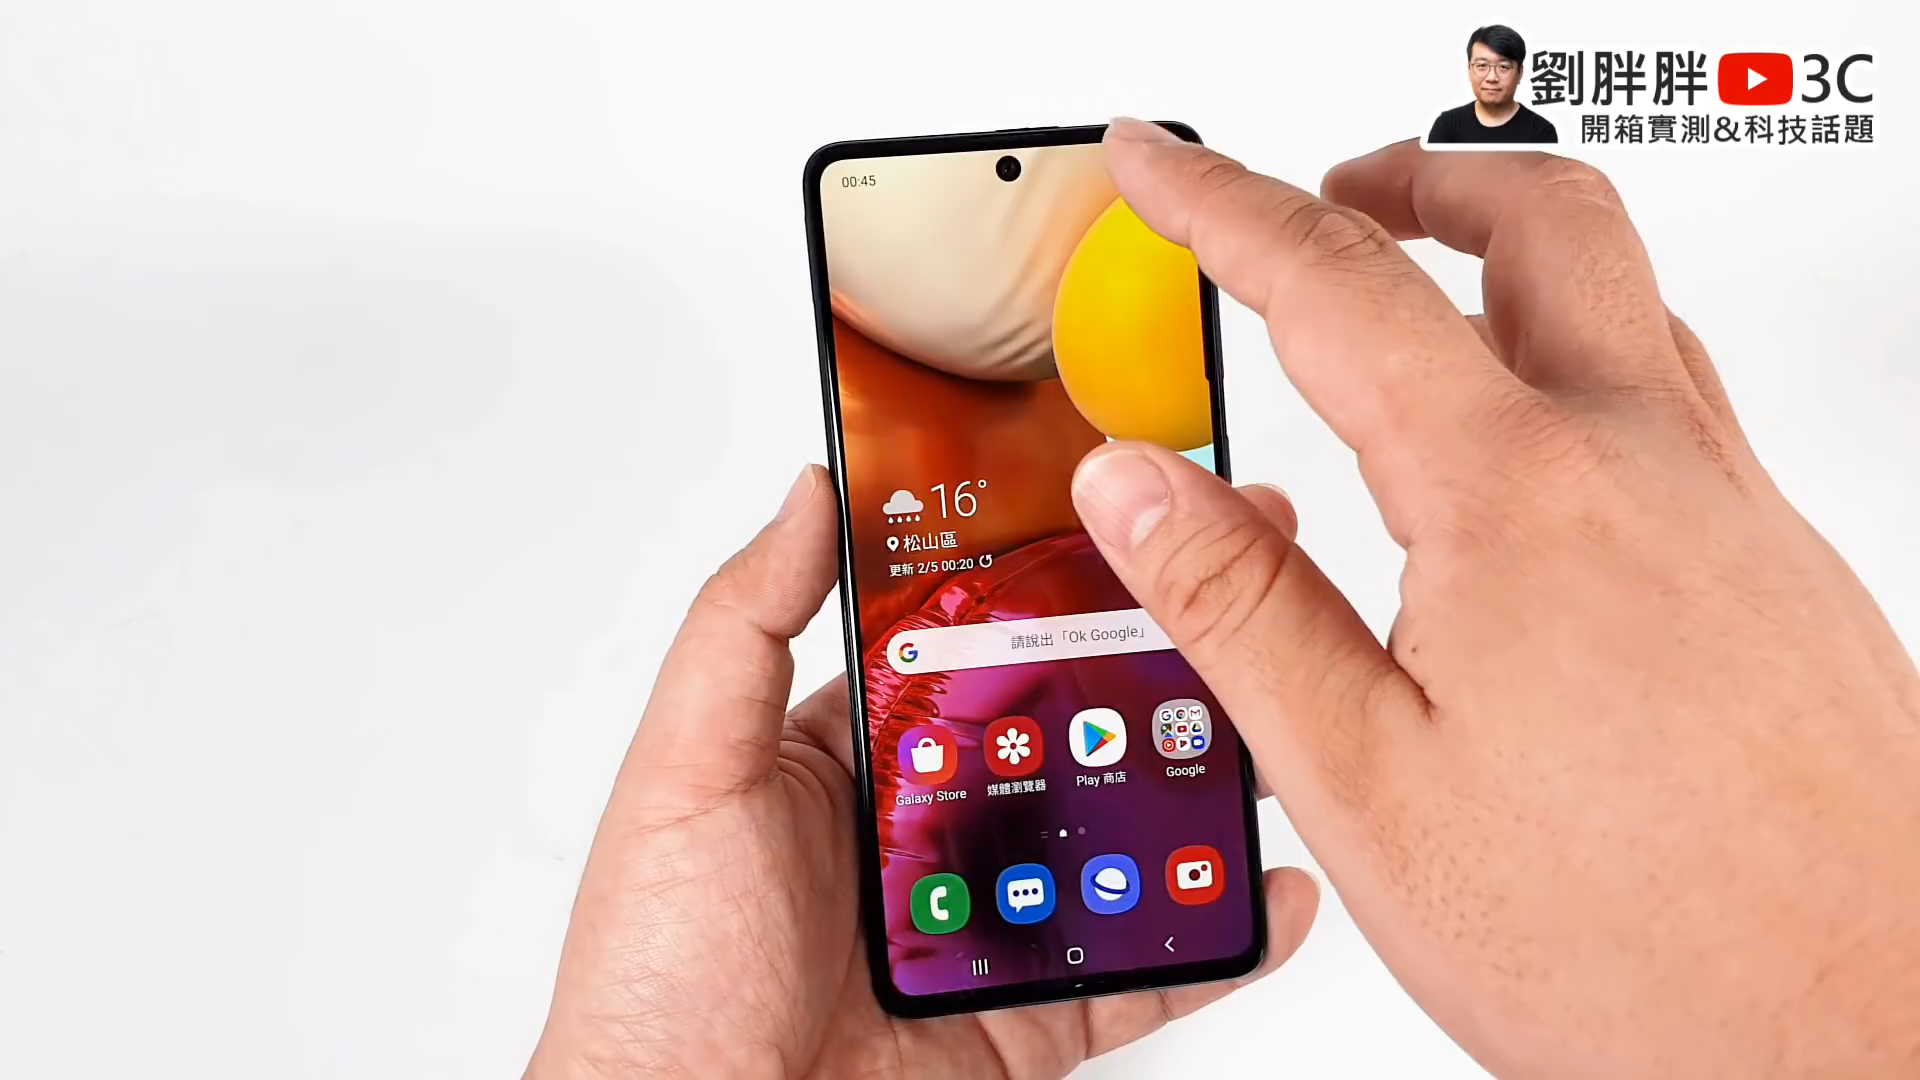 劉胖胖 3C
開箱實測&科技話題
00:45
16°
松山區
更新 2/5 00:20
請說出「Ok Google」
Galaxy Store
媒體瀏覽器
Play 商店
Google